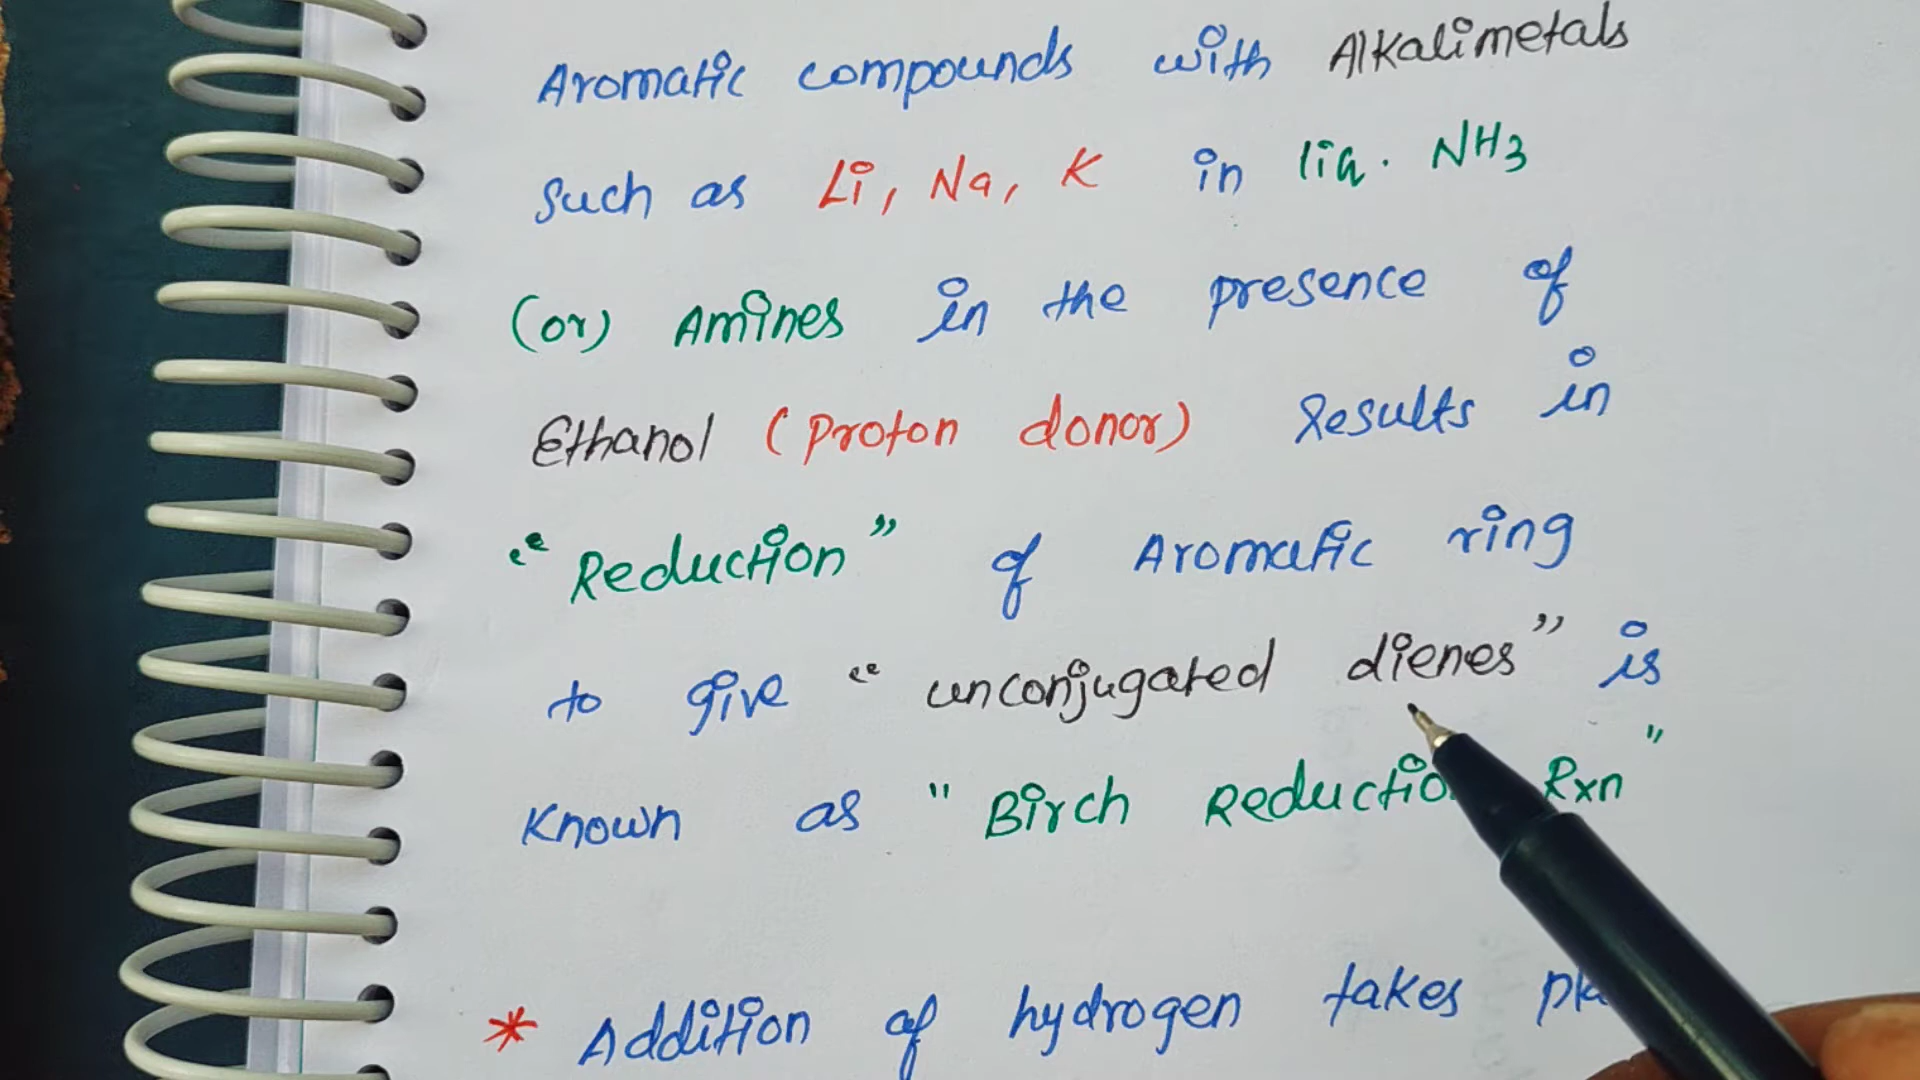 Aromatic compounds with Alkalimetals
such as Li, Na, K in liq. NH3
(or) Amines in the presence of
Ethanol (Proton donor) results in
"Reduction" of Aromatic ring
to give "unconjugated dienes" is
known as "Birch Reduction Rxn"
* Addition of hydrogen takes